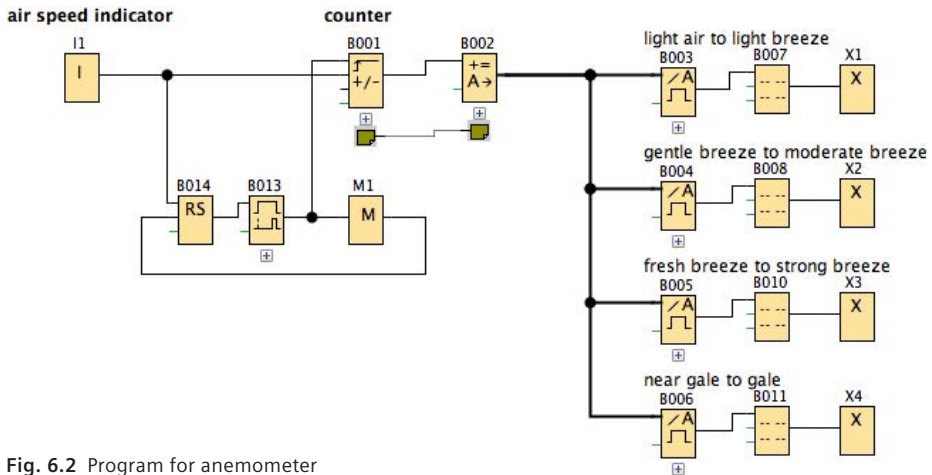 air speed indicator
counter
I1
I
B001
+/-
B002
+=
A→
B014
RS
B013
M1
M
light air to light breeze
B003
/A
B007
X1
X
gentle breeze to moderate breeze
B004
/A
B008
X2
X
fresh breeze to strong breeze
B005
/A
B010
X3
X
near gale to gale
B006
/A
B011
X4
X
Fig. 6.2 Program for anemometer